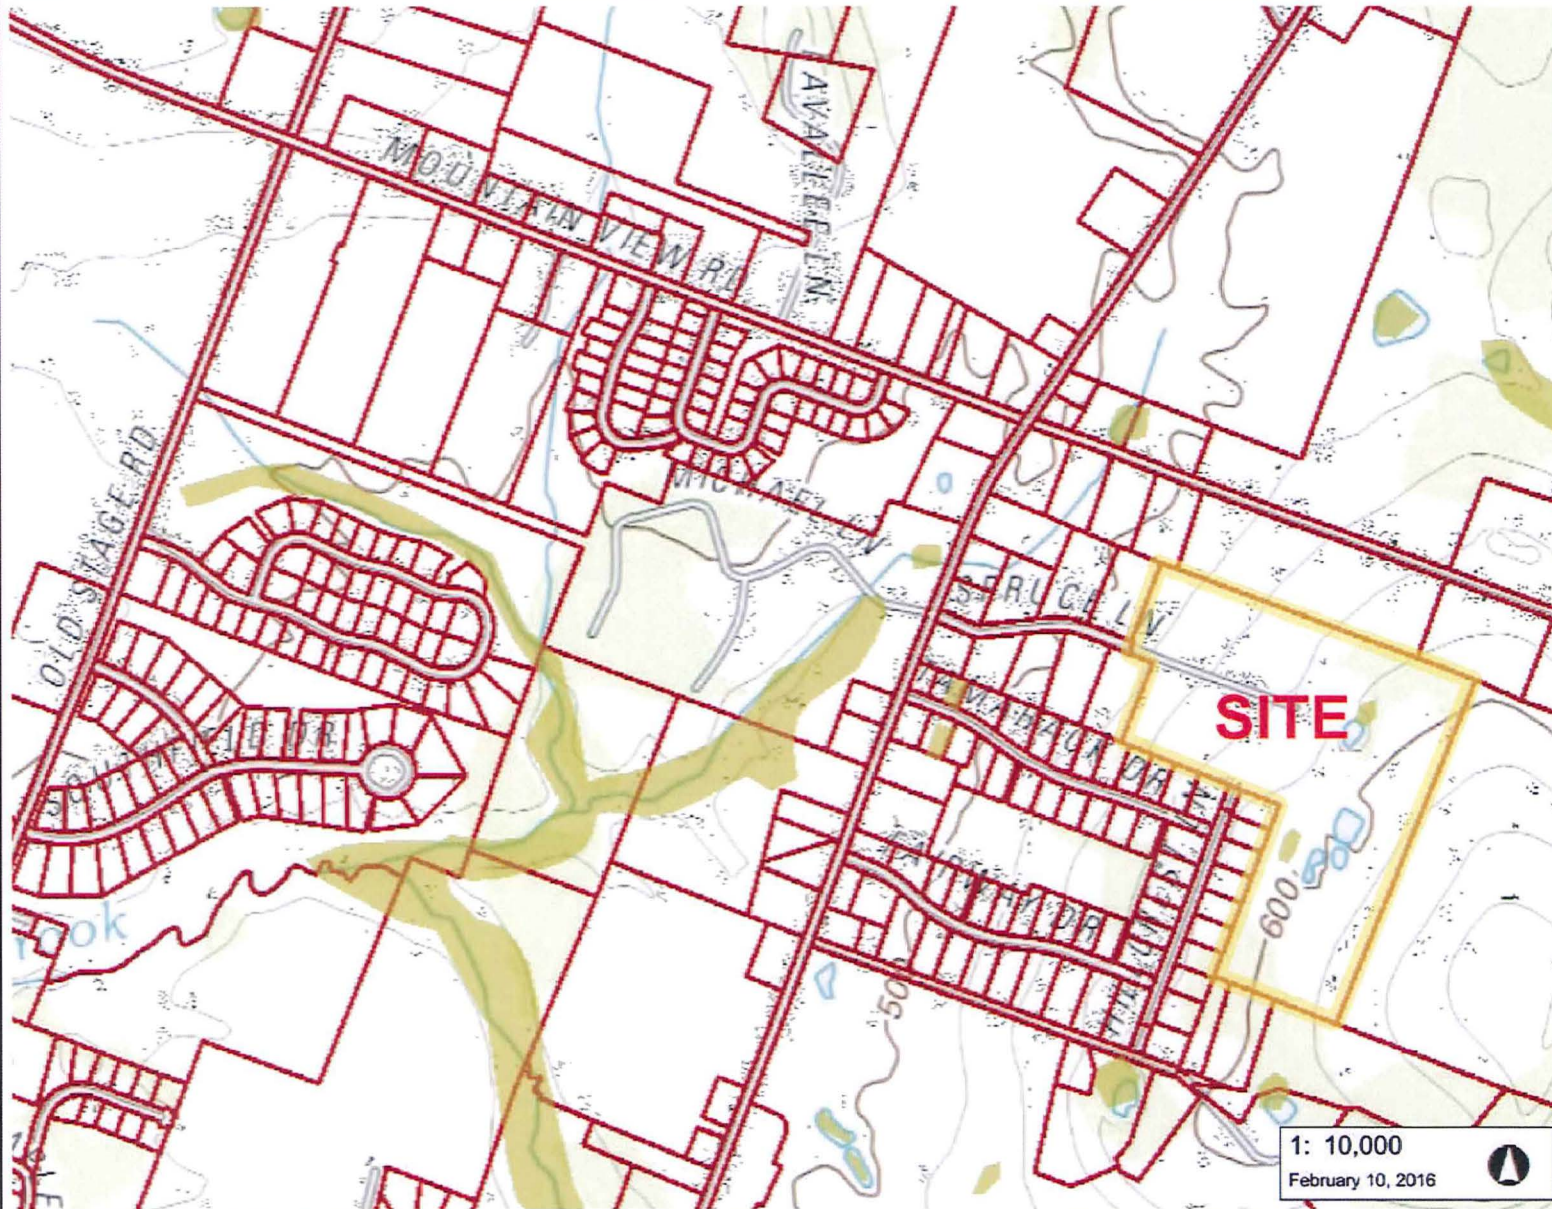 MOUNTAIN VIEW RD
LAVALLEE LN
OLD STAGE RD
MICHAEL LN
SPRUCE LN
SITE
TAMARACK DR
FAIRWAY DR
600
500
rook
1: 10,000
February 10, 2016